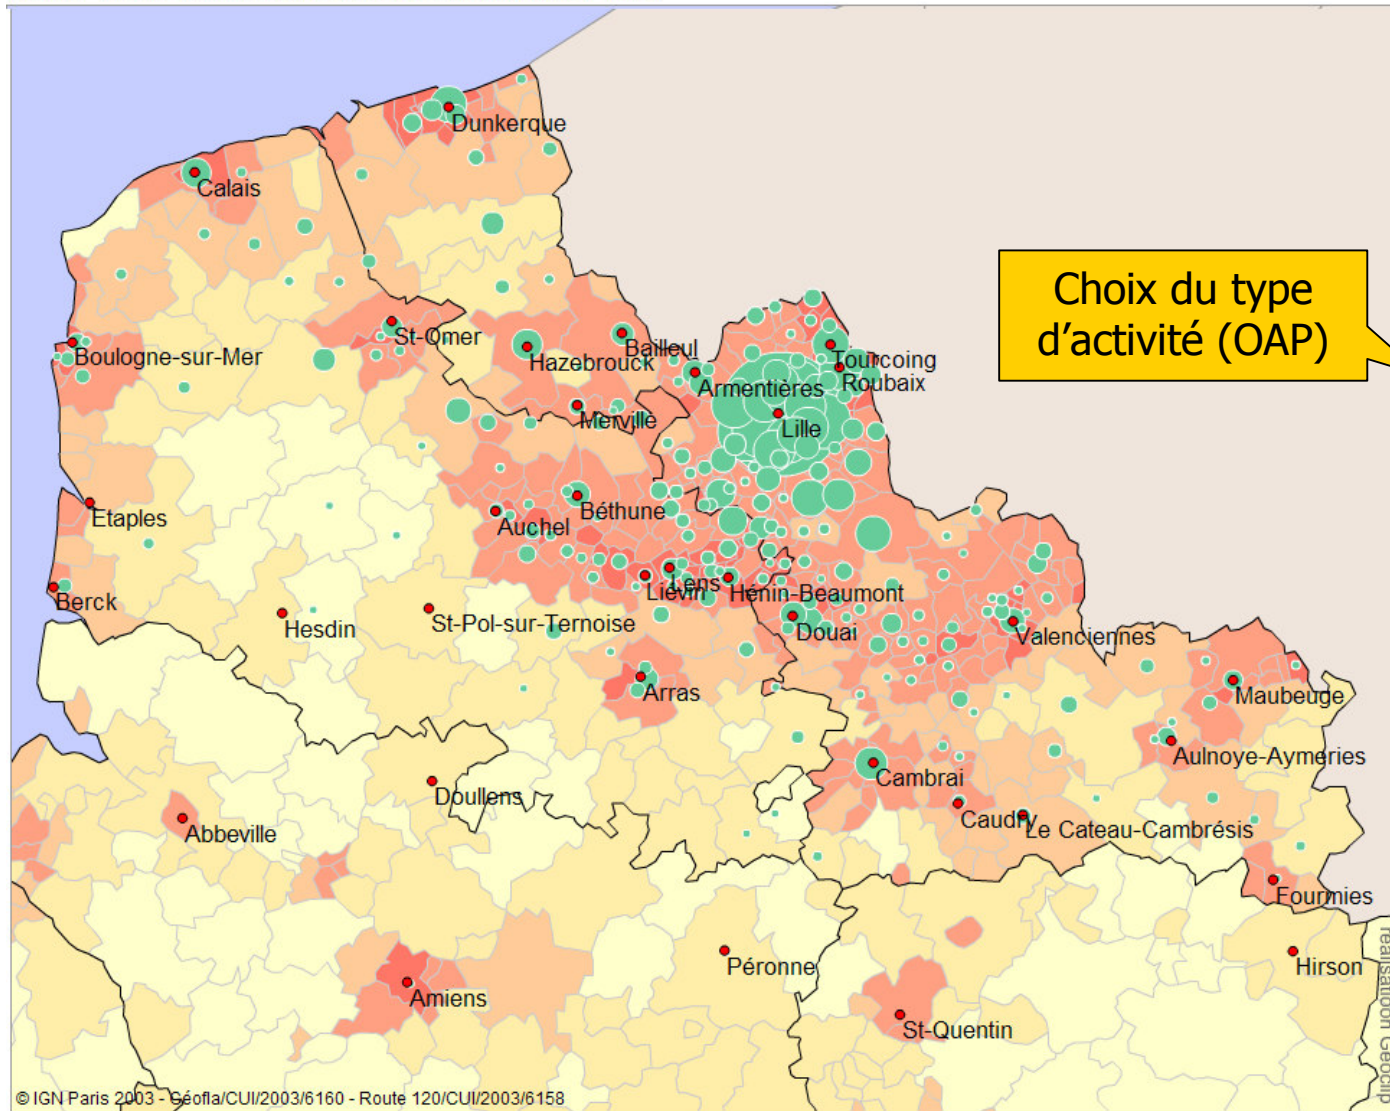 Dunkerque
Calais
Choix du type
d'activité (OAP)
St-Omer
Boulogne-sur-Mer
Hazebrouck
Bailleul
Tourcoing
Roubaix
Armentières
Merville
Lille
Etaples
Béthune
Auchel
Berck
Liévin
Lens
Hénin-Beaumont
Hesdin
St-Pol-sur-Ternoise
Douai
Valenciennes
Arras
Maubeuge
Aulnoye-Aymeries
Cambrai
Doullens
Abbeville
Caudry
Le Cateau-Cambrésis
Fourmies
Péronne
Hirson
Amiens
St-Quentin
réalisation Géoclip
© IGN Paris 2003 - Géofla/CUI/2003/6160 - Route 120/CUI/2003/6158